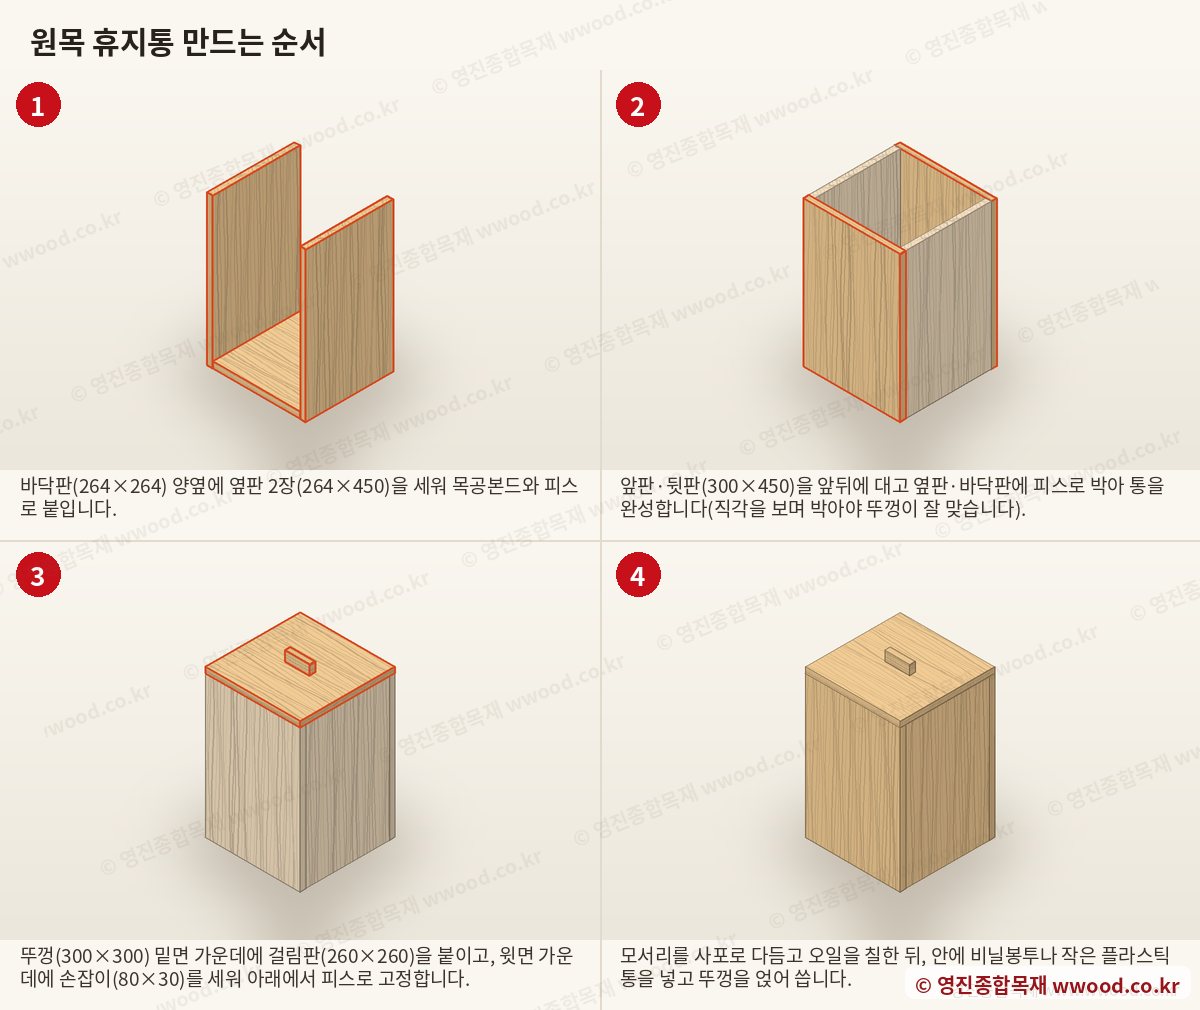 원목 휴지통 만드는 순서
1
2
바닥판(264×264) 양옆에 옆판 2장(264×450)을 세워 목공본드와 피스
로 붙입니다.
앞판·뒷판(300×450)을 앞뒤에 대고 옆판·바닥판에 피스로 박아 통을
완성합니다(직각을 보며 박아야 뚜껑이 잘 맞습니다).
3
4
뚜껑(300×300) 밑면 가운데에 걸림판(260×260)을 붙이고, 윗면 가운
데에 손잡이(80×30)를 세워 아래에서 피스로 고정합니다.
모서리를 사포로 다듬고 오일을 칠한 뒤, 안에 비닐봉투나 작은 플라스틱
통을 넣고 뚜껑을 얹어 씁니다.
© 영진종합목재 wwood.co.kr